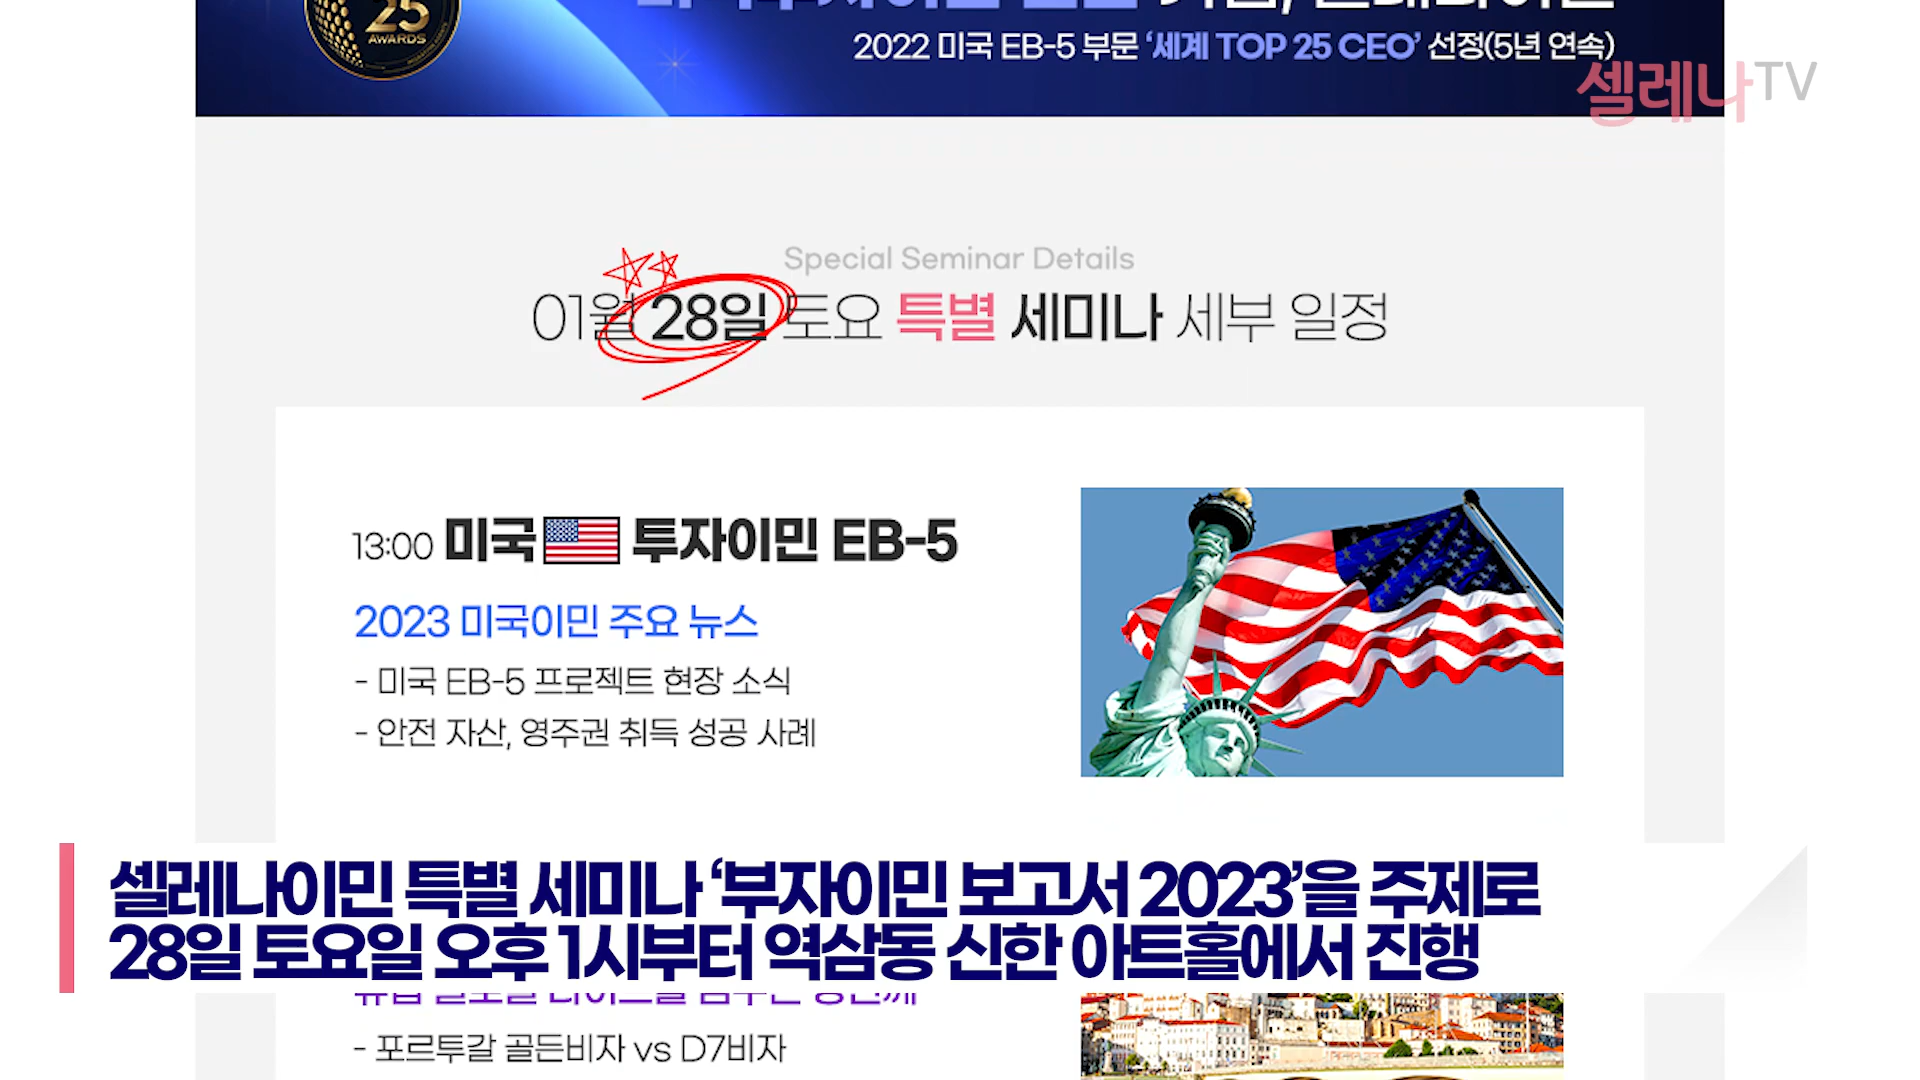 25
AWARDS
2022 미국 EB-5 부문 ‘세계 TOP 25 CEO’ 선정(5년 연속)
셀레나TV
Special Seminar Details
01월 28일 토요 특별 세미나 세부 일정
13:00 미국 투자이민 EB-5
2023 미국이민 주요 뉴스
- 미국 EB-5 프로젝트 현장 소식
- 안전 자산, 영주권 취득 성공 사례
셀레나이민 특별 세미나 ‘부자이민 보고서 2023’을 주제로
28일 토요일 오후 1시부터 역삼동 신한 아트홀에서 진행
- 포르투갈 골든비자 vs D7비자